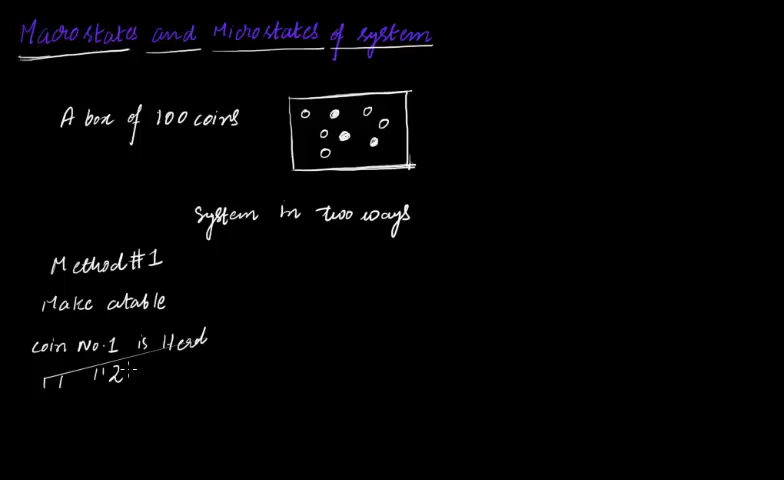 Macrostates and Microstates of system
A box of 100 coins
System in two ways
Method #1
Make a table
Coin No.1 is Head
" " 2